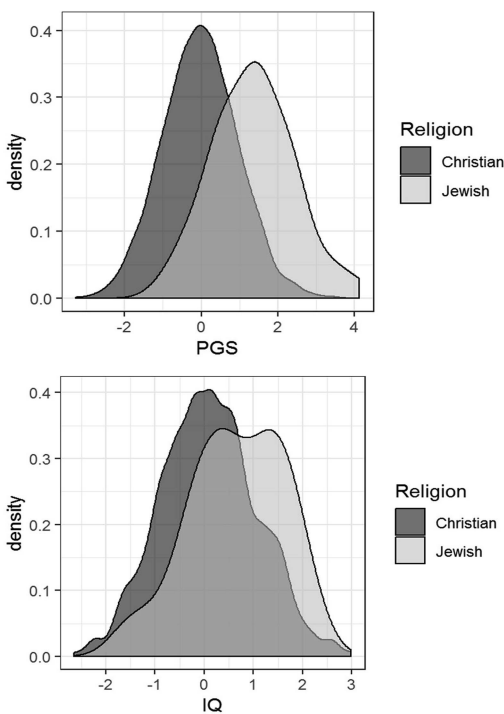 0.4
0.3
0.2
0.1
0.0
density
-2
0
2
4
PGS
Religion
Christian
Jewish
0.4
0.3
0.2
0.1
0.0
density
-2
-1
0
1
2
3
IQ
Religion
Christian
Jewish